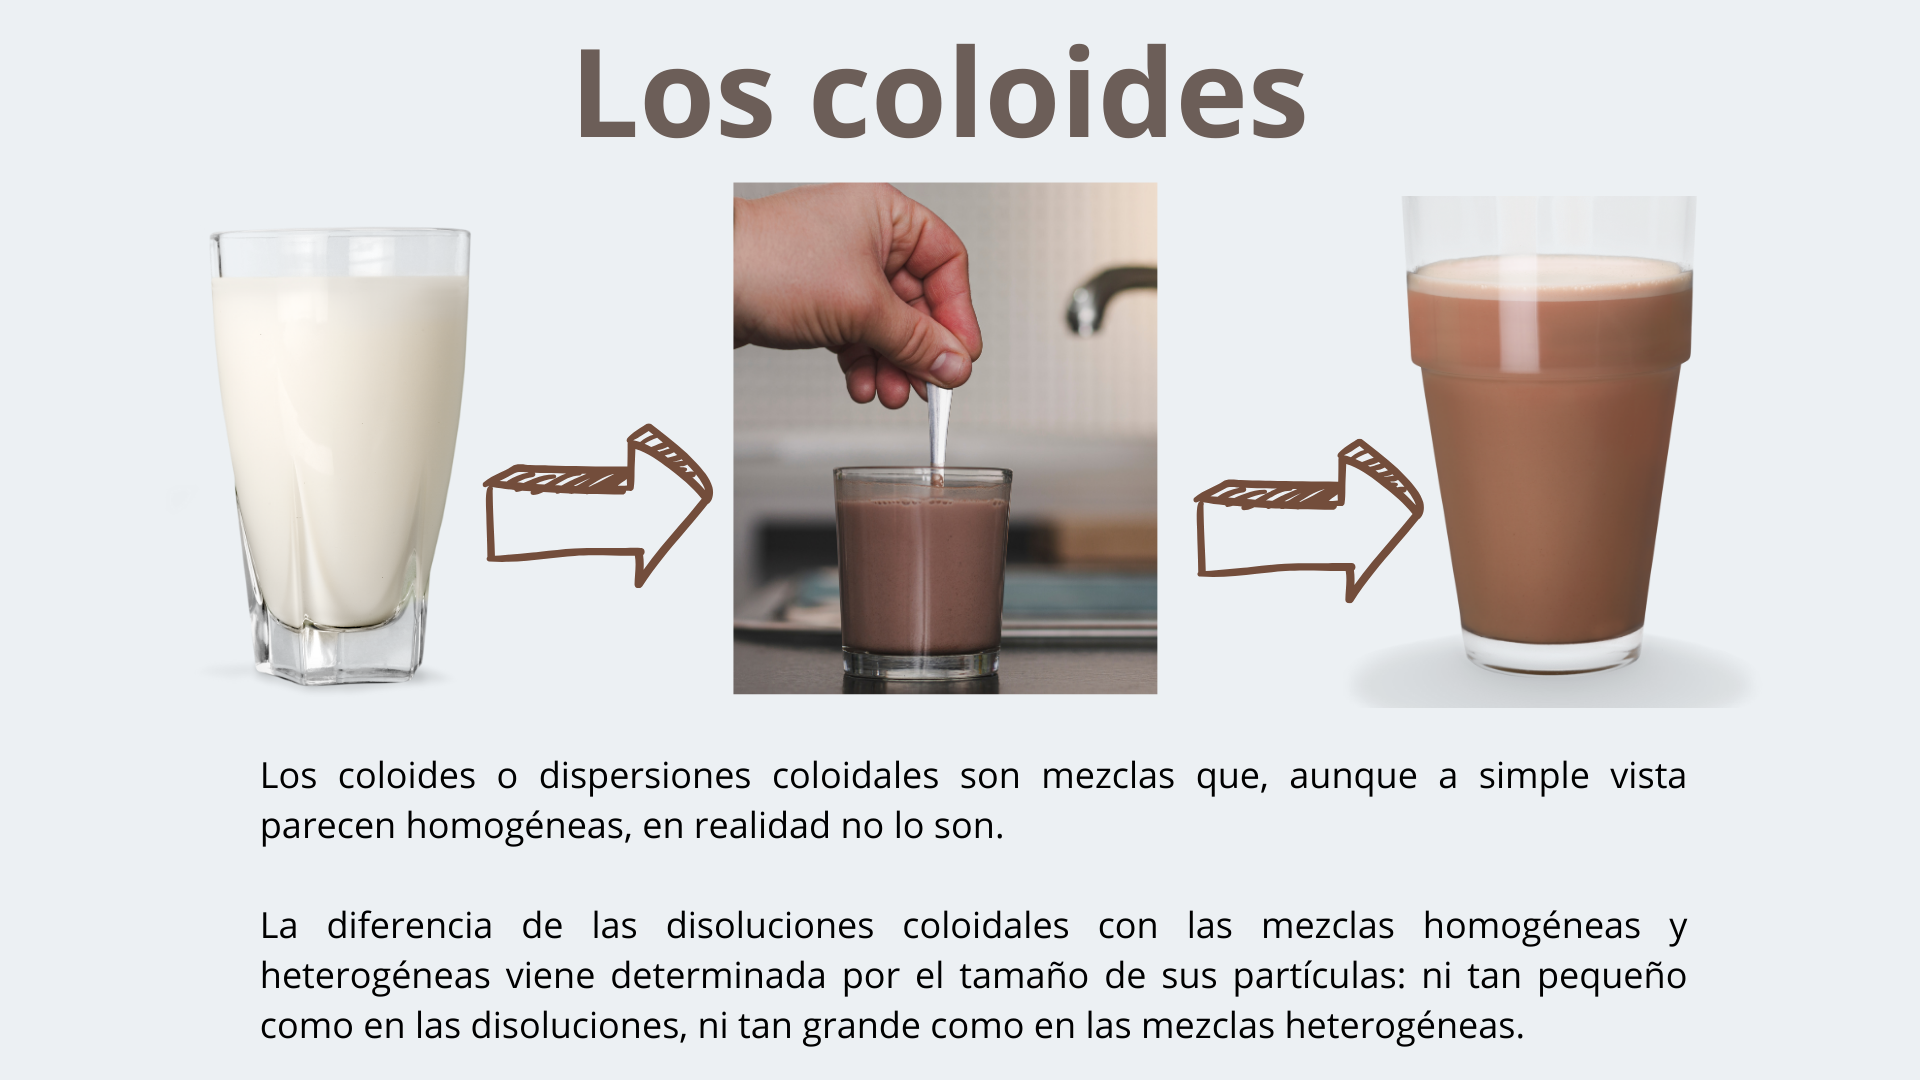 Los coloides
Los coloides o dispersiones coloidales son mezclas que, aunque a simple vista
parecen homogéneas, en realidad no lo son.
La diferencia de las disoluciones coloidales con las mezclas homogéneas y
heterogéneas viene determinada por el tamaño de sus partículas: ni tan pequeño
como en las disoluciones, ni tan grande como en las mezclas heterogéneas.